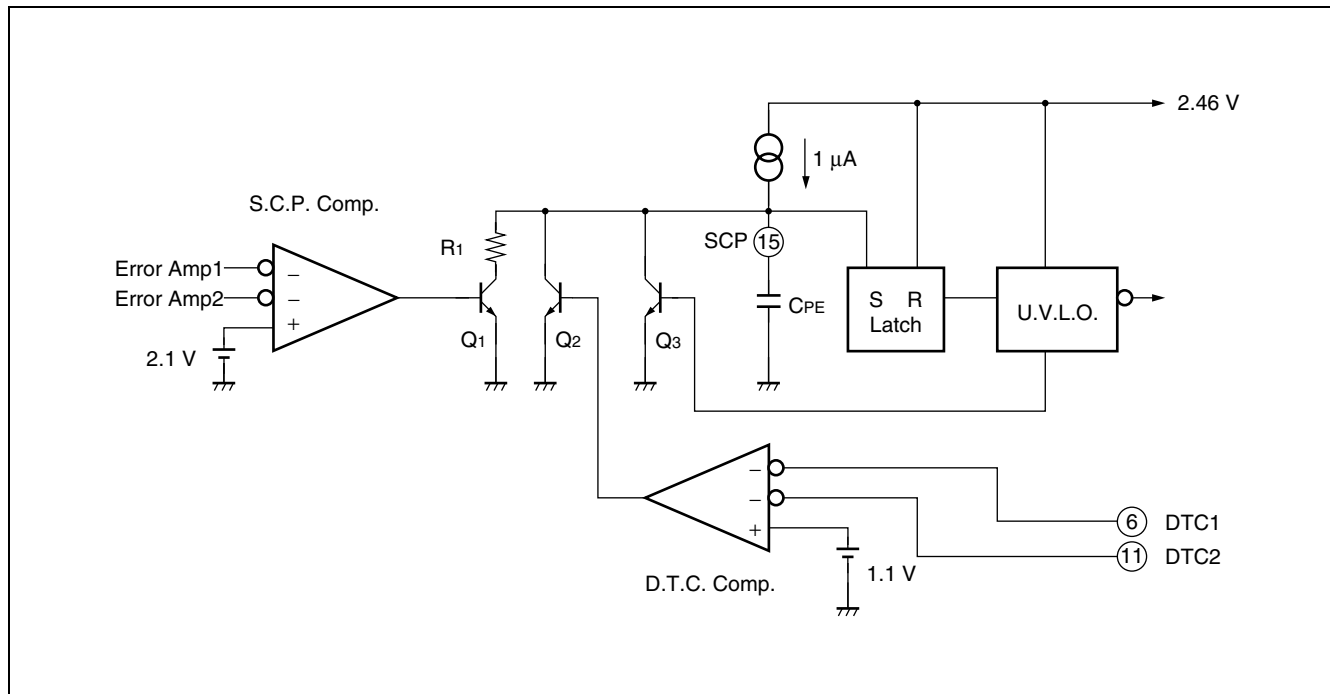 2.46 V
1 µA
S.C.P. Comp.
R1
SCP 15
Error Amp1
Error Amp2
−
−
+
CPE
S R
Latch
U.V.L.O.
Q1
Q2
Q3
2.1 V
−
−
+
6 DTC1
11 DTC2
1.1 V
D.T.C. Comp.